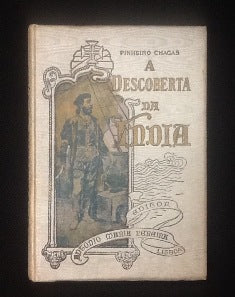 PINHEIRO CHAGAS
A
DESCOBERTA
DA
INDIA
EDITOR
ANTONIO MARIA PEREIRA
LISBOA